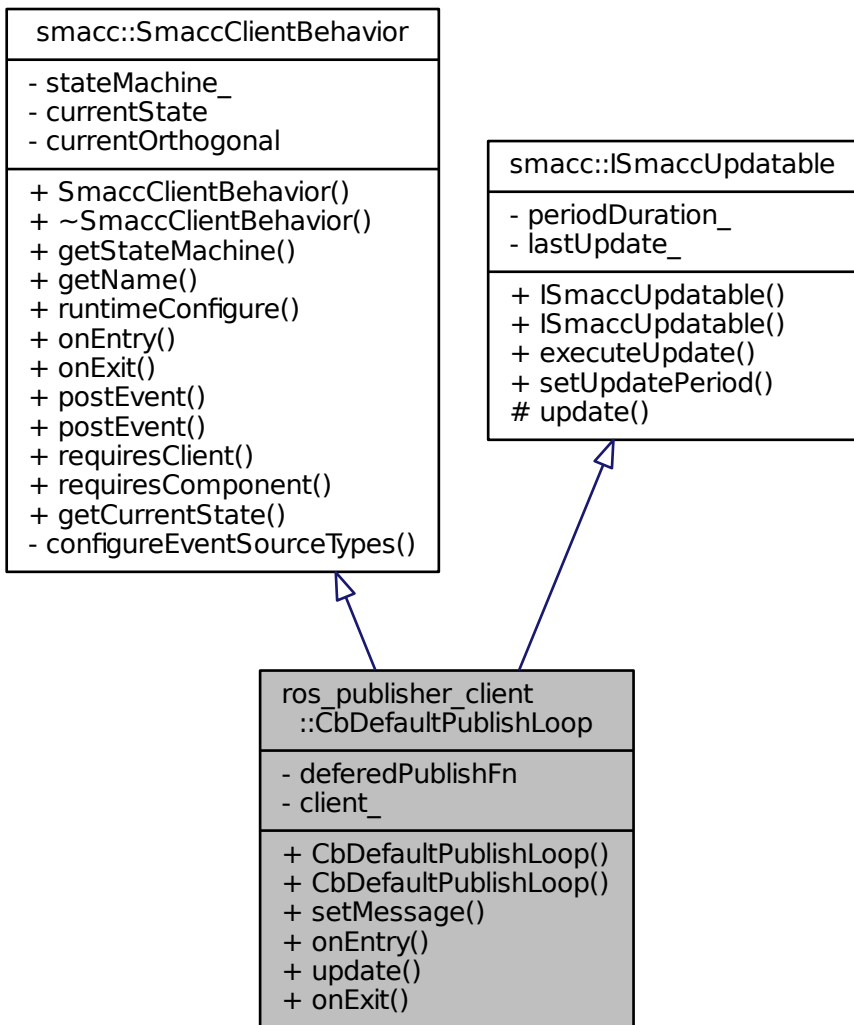 smacc::SmaccClientBehavior
- stateMachine_
- currentState
- currentOrthogonal
+ SmaccClientBehavior()
+ ~SmaccClientBehavior()
+ getStateMachine()
+ getName()
+ runtimeConfigure()
+ onEntry()
+ onExit()
+ postEvent()
+ postEvent()
+ requiresClient()
+ requiresComponent()
+ getCurrentState()
- configureEventSourceTypes()
smacc::ISmaccUpdatable
- periodDuration_
- lastUpdate_
+ ISmaccUpdatable()
+ ISmaccUpdatable()
+ executeUpdate()
+ setUpdatePeriod()
# update()
ros_publisher_client
::CbDefaultPublishLoop
- deferedPublishFn
- client_
+ CbDefaultPublishLoop()
+ CbDefaultPublishLoop()
+ setMessage()
+ onEntry()
+ update()
+ onExit()